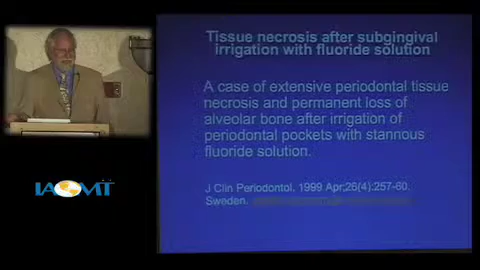 Tissue necrosis after subgingival
irrigation with fluoride solution
A case of extensive periodontal tissue
necrosis and permanent loss of
alveolar bone after irrigation of
periodontal pockets with stannous
fluoride solution.
J Clin Periodontol. 1999 Apr;26(4):257-60.
Sweden.
IAOMT